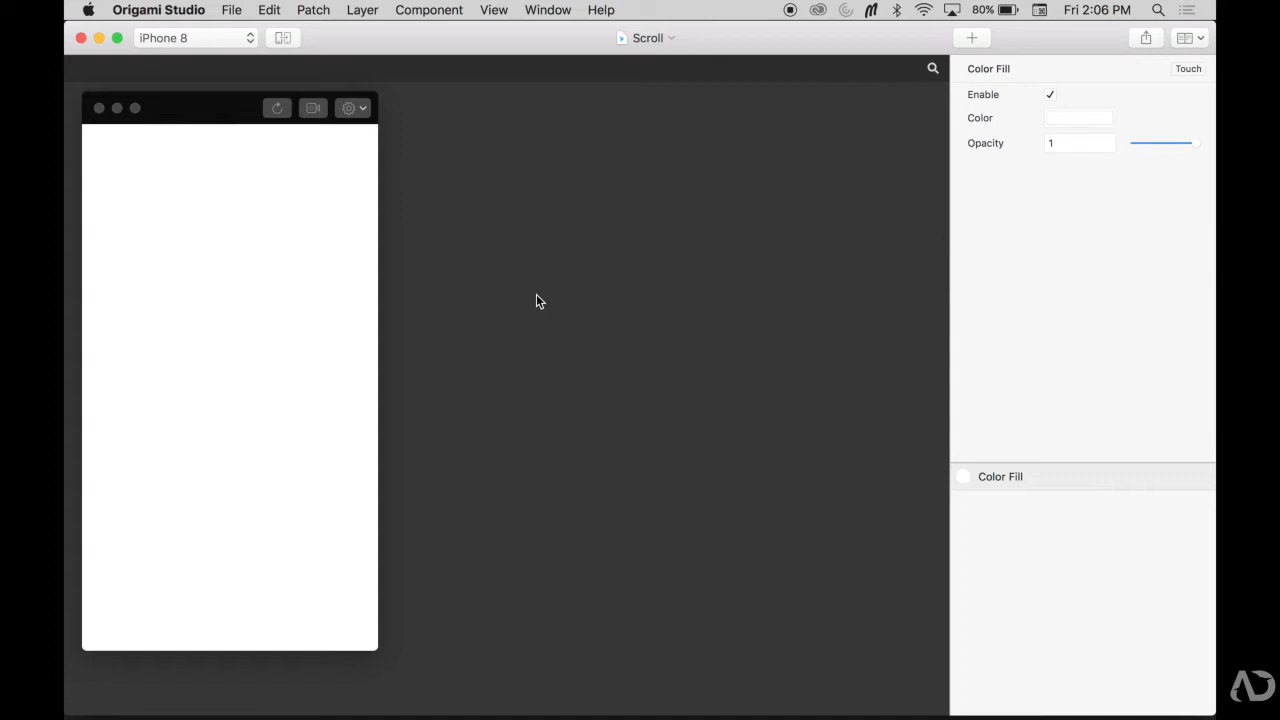 Origami Studio File Edit Patch Layer Component View Window Help 80% Fri 2:06 PM
iPhone 8 Scroll
Color Fill Touch
Enable
Color
Opacity 1
Color Fill